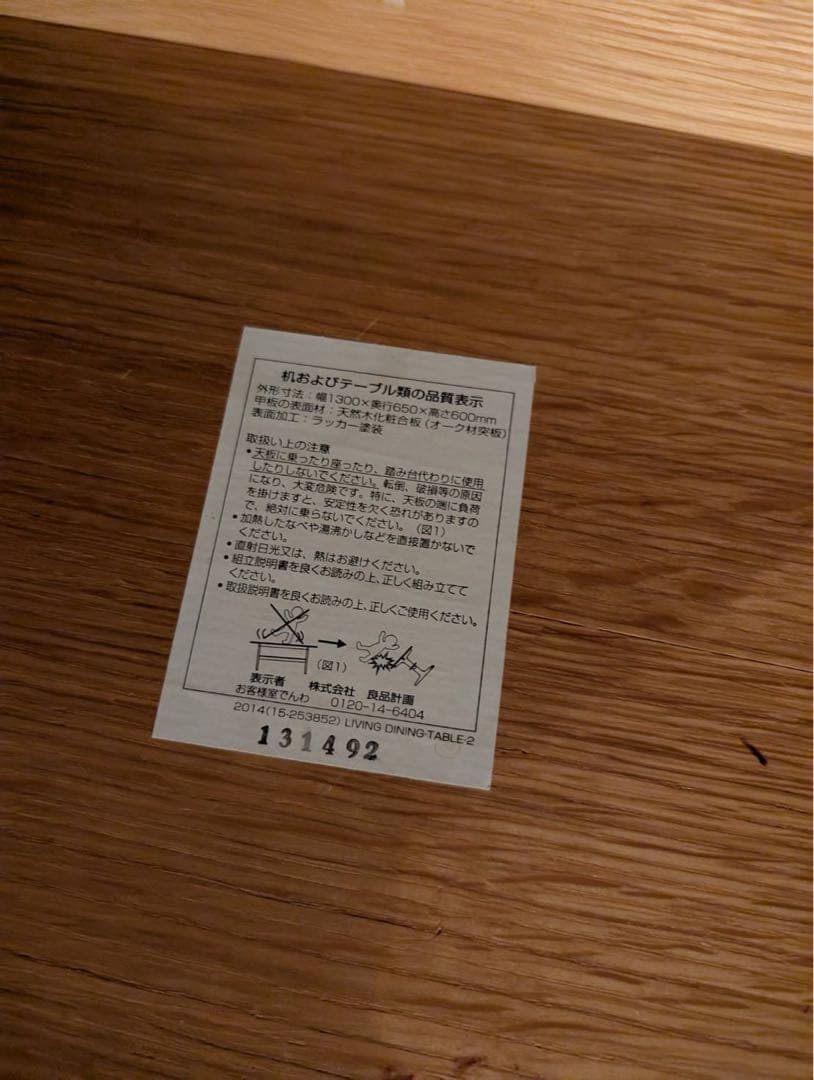 机およびテーブル類の品質表示
外形寸法:幅1300×奥行650×高さ600mm
甲板の表面材:天然木化粧合板(オーク材突板)
表面加工:ラッカー塗装
取扱い上の注意
•天板に乗ったり座ったり、踏み台代わりに使用
したりしないでください。転倒、破損等の原因
になり、大変危険です。特に、天板の端に負荷
を掛けますと、安定性を欠く恐れがありますの
で、絶対に乗らないでください。(図1)
•加熱したなべや湯沸かしなどを直接置かないで
ください。
•直射日光又は、熱はお避けください。
•組立説明書を良くお読みの上、正しく組み立てて
ください。
•取扱説明書を良くお読みの上、正しくご使用ください。
(図1)
表示者 株式会社 良品計画
お客様室でんわ 0120-14-6404
2014(15-253852) LIVING DINING-TABLE-2
131492